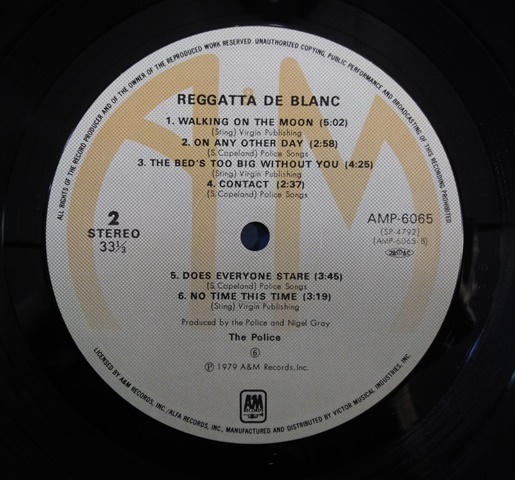 ALL RIGHTS OF THE RECORD PRODUCER AND OF THE OWNER OF THE REPRODUCED WORK RESERVED. UNAUTHORIZED COPYING, PUBLIC PERFORMANCE AND BROADCASTING OF THIS RECORDING PROHIBITED
REGGATTA DE BLANC
1. WALKING ON THE MOON (5:02)
(Sting) Virgin Publishing
2. ON ANY OTHER DAY (2:58)
(S. Copeland) Police Songs
3. THE BED'S TOO BIG WITHOUT YOU (4:25)
(Sting) Virgin Publishing
4. CONTACT (2:37)
(S. Copeland) Police Songs
2
STEREO
33⅓
AMP-6065
(SP-4792)
(AMP-6065-B)
5. DOES EVERYONE STARE (3:45)
(S. Copeland) Police Songs
6. NO TIME THIS TIME (3:19)
(Sting) Virgin Publishing
Produced by the Police and Nigel Gray
The Police
6
Ⓟ 1979 A&M Records, Inc.
A&M
LICENSED BY A&M RECORDS, INC./ALFA RECORDS, INC., MANUFACTURED AND DISTRIBUTED BY VICTOR MUSICAL INDUSTRIES, INC.